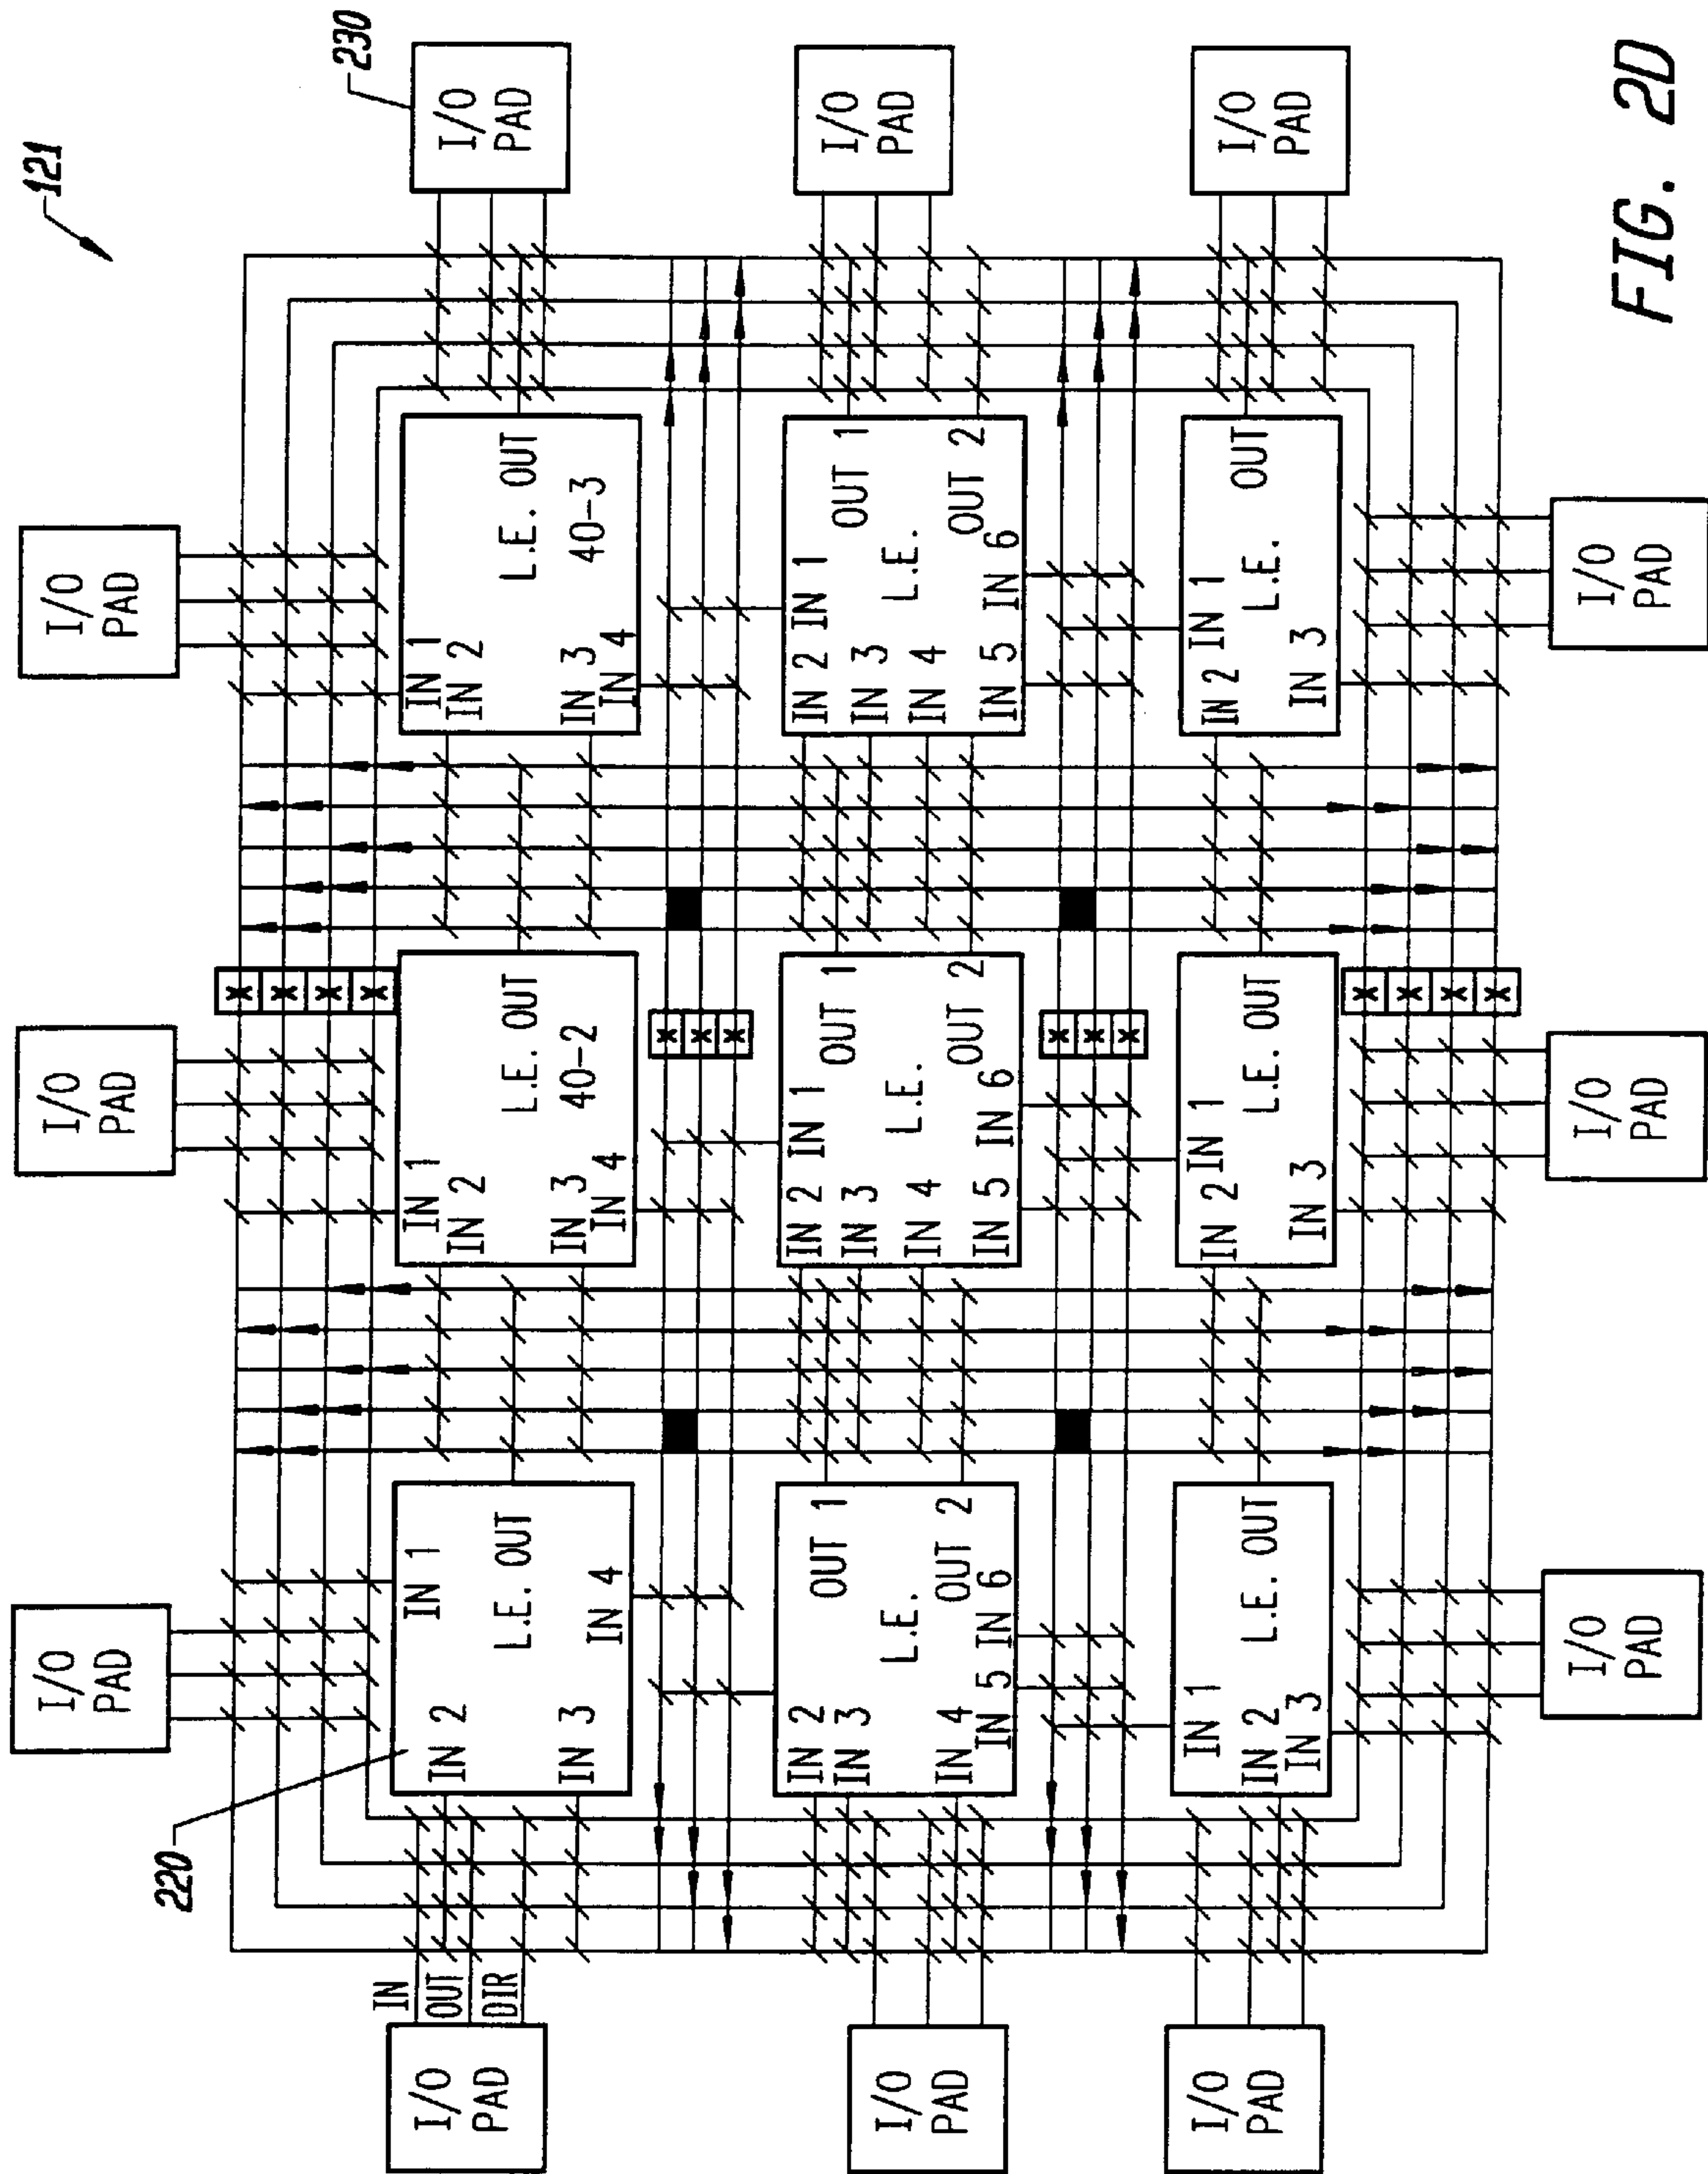 121
I/O
PAD
I/O
PAD
I/O
PAD
220
230
I/O
PAD
IN
OUT
DIR
IN 2
IN 1
L.E. OUT
IN 3
IN 4
IN 1
IN 2
L.E. OUT
40-2
IN 3
IN 4
IN 1
IN 2
L.E. OUT
40-3
IN 3
IN 4
I/O
PAD
I/O
PAD
IN 2
IN 3
OUT 1
L.E.
IN 4
IN 5
IN 6
OUT 2
IN 2
IN 1
OUT 1
IN 3
L.E.
IN 4
IN 5
IN 6
OUT 2
IN 2
IN 1
OUT 1
IN 3
L.E.
IN 4
IN 5
IN 6
OUT 2
I/O
PAD
I/O
PAD
IN 1
IN 2
L.E. OUT
IN 3
IN 2
IN 1
L.E. OUT
IN 3
IN 2
IN 1
L.E. OUT
IN 3
I/O
PAD
I/O
PAD
I/O
PAD
I/O
PAD
FIG. 2D